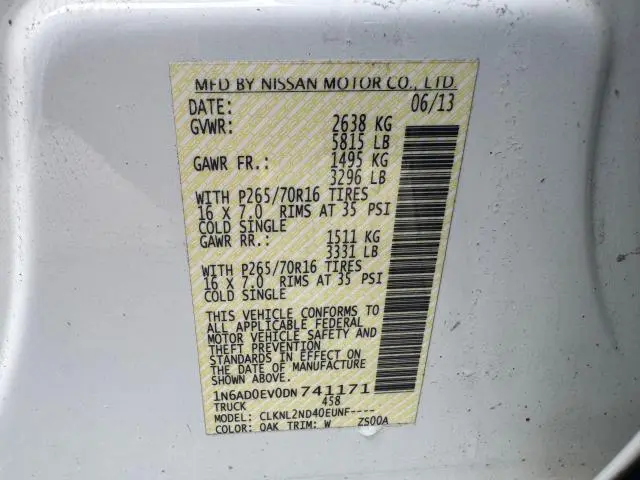 MFD BY NISSAN MOTOR CO., LTD.
DATE: 06/13
GVWR: 2638 KG
5815 LB
GAWR FR.: 1495 KG
3296 LB
WITH P265/70R16 TIRES
16 X 7.0 RIMS AT 35 PSI
COLD SINGLE
GAWR RR.: 1511 KG
3331 LB
WITH P265/70R16 TIRES
16 X 7.0 RIMS AT 35 PSI
COLD SINGLE
THIS VEHICLE CONFORMS TO
ALL APPLICABLE FEDERAL
MOTOR VEHICLE SAFETY AND
THEFT PREVENTION
STANDARDS IN EFFECT ON
THE DATE OF MANUFACTURE
SHOWN ABOVE.
1N6AD0EV0DN741171
TRUCK 458
MODEL: CLKNL2ND40EUNF----
COLOR: QAK TRIM: W ZS00A